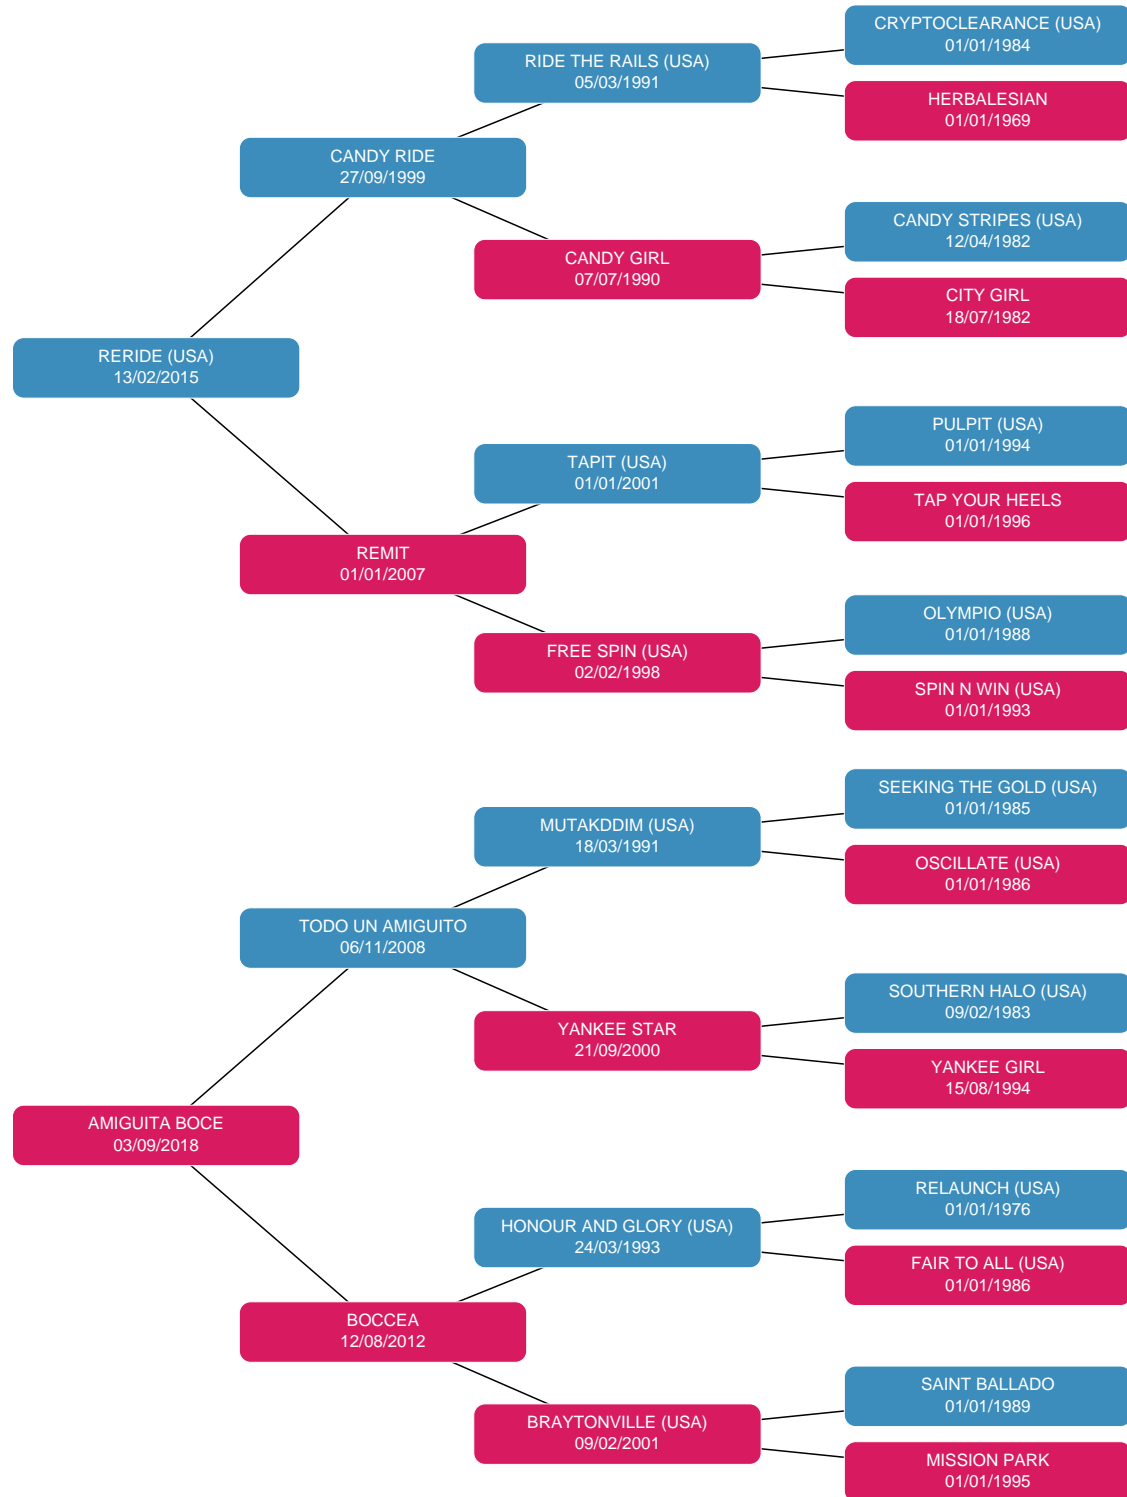 CRYPTOCLEARANCE (USA)
01/01/1984
RIDE THE RAILS (USA)
05/03/1991
HERBALESIAN
01/01/1969
CANDY RIDE
27/09/1999
CANDY STRIPES (USA)
12/04/1982
CANDY GIRL
07/07/1990
CITY GIRL
18/07/1982
RERIDE (USA)
13/02/2015
PULPIT (USA)
01/01/1994
TAPIT (USA)
01/01/2001
TAP YOUR HEELS
01/01/1996
REMIT
01/01/2007
OLYMPIO (USA)
01/01/1988
FREE SPIN (USA)
02/02/1998
SPIN N WIN (USA)
01/01/1993
SEEKING THE GOLD (USA)
01/01/1985
MUTAKDDIM (USA)
18/03/1991
OSCILLATE (USA)
01/01/1986
TODO UN AMIGUITO
06/11/2008
SOUTHERN HALO (USA)
09/02/1983
YANKEE STAR
21/09/2000
YANKEE GIRL
15/08/1994
AMIGUITA BOCE
03/09/2018
RELAUNCH (USA)
01/01/1976
HONOUR AND GLORY (USA)
24/03/1993
FAIR TO ALL (USA)
01/01/1986
BOCCEA
12/08/2012
SAINT BALLADO
01/01/1989
BRAYTONVILLE (USA)
09/02/2001
MISSION PARK
01/01/1995